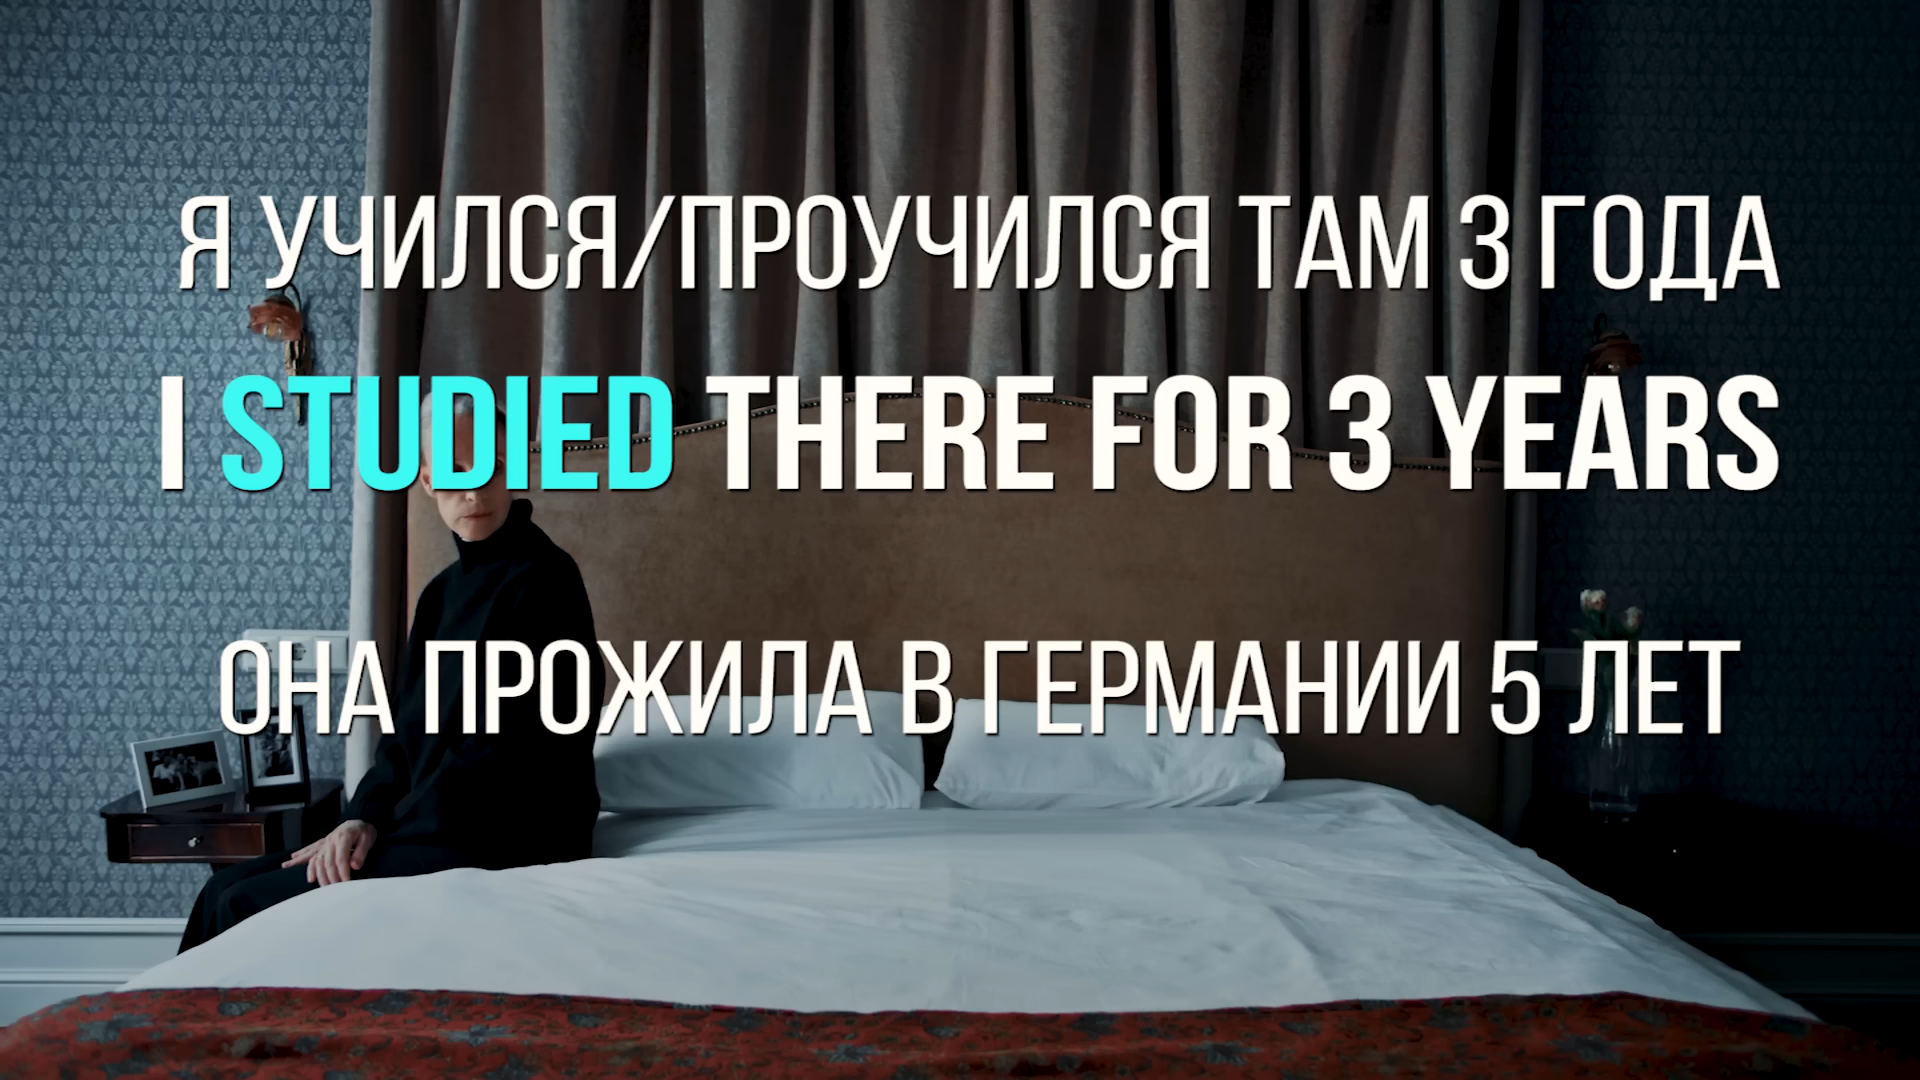 Я УЧИЛСЯ/ПРОУЧИЛСЯ ТАМ 3 ГОДА
I STUDIED THERE FOR 3 YEARS
ОНА ПРОЖИЛА В ГЕРМАНИИ 5 ЛЕТ